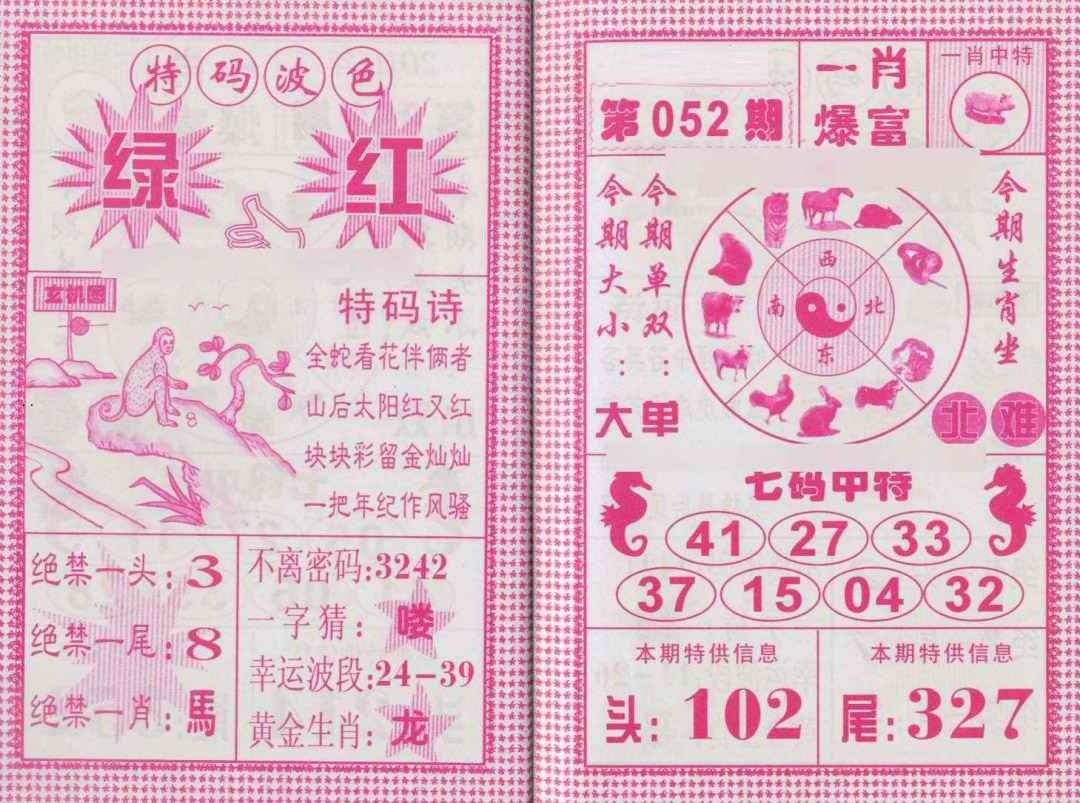 特码波色
绿 红
玄机图
特码诗
全蛇看花伴俩者
山后太阳红又红
块块彩留金灿灿
一把年纪作风骚
绝禁一头:3
绝禁一尾:8
绝禁一肖:馬
不离密码:3242
一字猜:喽
幸运波段:24-39
黄金生肖:龙
第052期
一肖
爆富
一肖中特
今期大小:大
今期单双:单
西
南 北
东
今期生肖坐
北 难
七码中特
41 27 33
37 15 04 32
本期特供信息
头:102
本期特供信息
尾:327